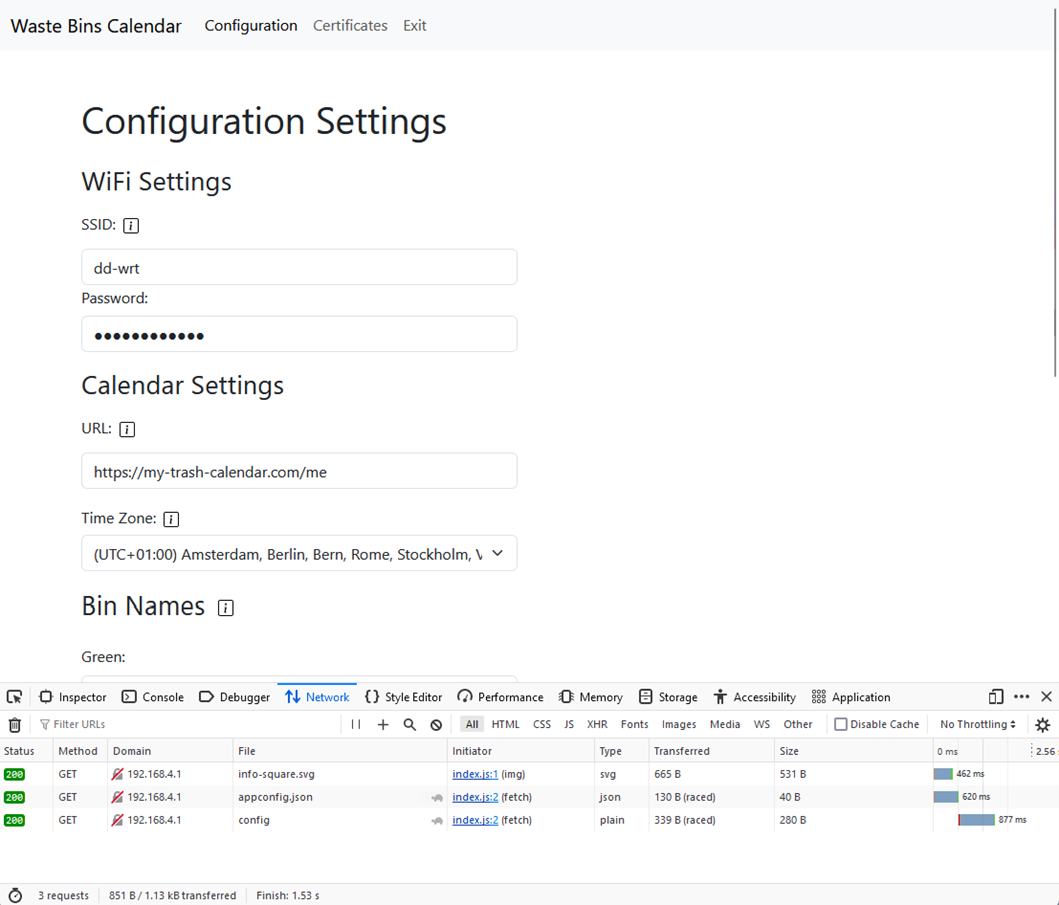 Waste Bins Calendar Configuration Certificates Exit
Configuration Settings
WiFi Settings
SSID: i
dd-wrt
Password:
●●●●●●●●●●●●
Calendar Settings
URL: i
https://my-trash-calendar.com/me
Time Zone: i
(UTC+01:00) Amsterdam, Berlin, Bern, Rome, Stockholm, V
Bin Names i
Green:
Inspector Console Debugger Network Style Editor Performance Memory Storage Accessibility Application
Filter URLs All HTML CSS JS XHR Fonts Images Media WS Other Disable Cache No Throttling
Status Method Domain File Initiator Type Transferred Size 0 ms 2.56
200 GET 192.168.4.1 info-square.svg index.js:1 (img) svg 665 B 531 B 462 ms
200 GET 192.168.4.1 appconfig.json index.js:2 (fetch) json 130 B (raced) 40 B 620 ms
200 GET 192.168.4.1 config index.js:2 (fetch) plain 339 B (raced) 280 B 877 ms
3 requests 851 B / 1.13 kB transferred Finish: 1.53 s